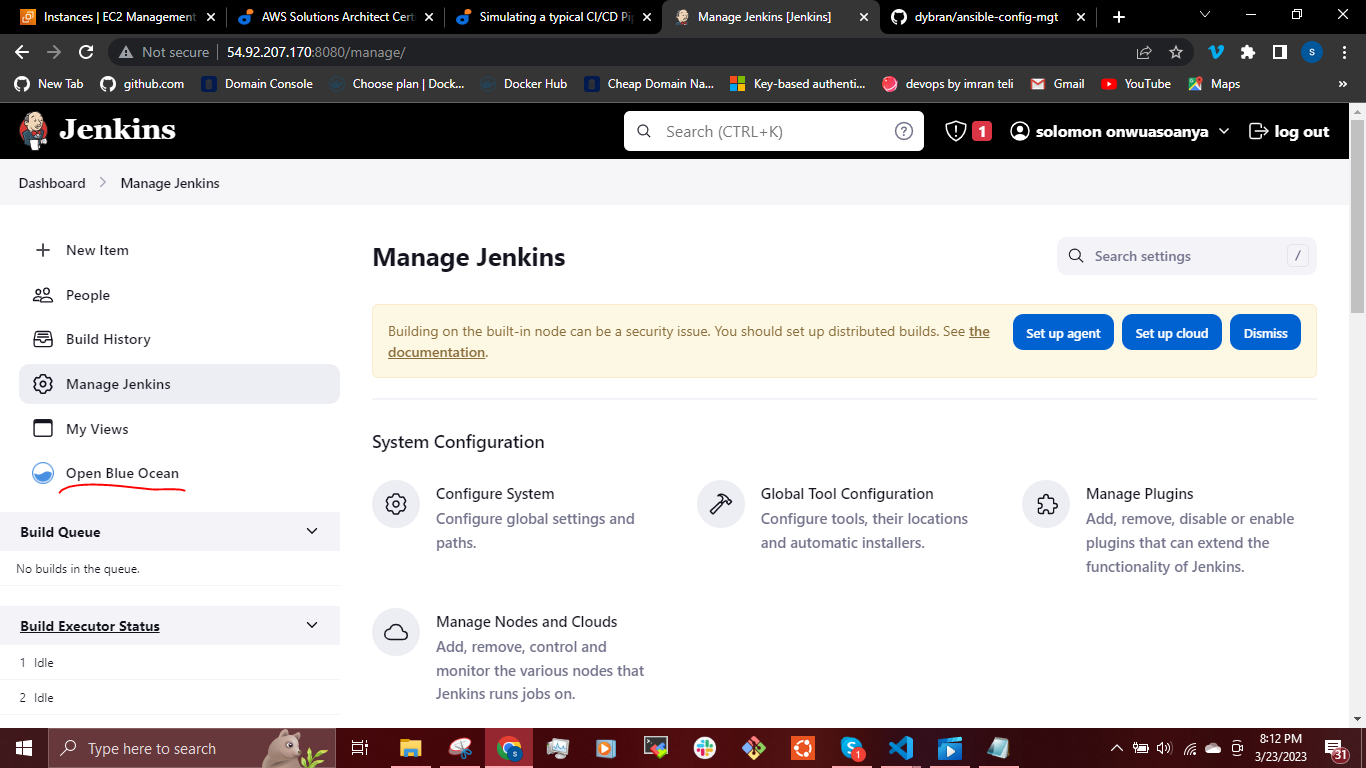 Instances | EC2 Management
AWS Solutions Architect Cert
Simulating a typical CI/CD Pip
Manage Jenkins [Jenkins]
dybran/ansible-config-mgt
Not secure | 54.92.207.170:8080/manage/
S
New Tab
github.com
Domain Console
Choose plan | Dock...
Docker Hub
Cheap Domain Na...
Key-based authenti...
devops by imran teli
Gmail
YouTube
Maps
»
Jenkins
Search (CTRL+K)
?
1
solomon onwuasoanya
log out
Dashboard
Manage Jenkins
New Item
People
Build History
Manage Jenkins
My Views
Open Blue Ocean
Build Queue
No builds in the queue.
Build Executor Status
1 Idle
2 Idle
Manage Jenkins
Search settings
/
Building on the built-in node can be a security issue. You should set up distributed builds. See the
documentation.
Set up agent
Set up cloud
Dismiss
System Configuration
Configure System
Configure global settings and
paths.
Global Tool Configuration
Configure tools, their locations
and automatic installers.
Manage Plugins
Add, remove, disable or enable
plugins that can extend the
functionality of Jenkins.
Manage Nodes and Clouds
Add, remove, control and
monitor the various nodes that
Jenkins runs jobs on.
Type here to search
S
1
8:12 PM
3/23/2023
31